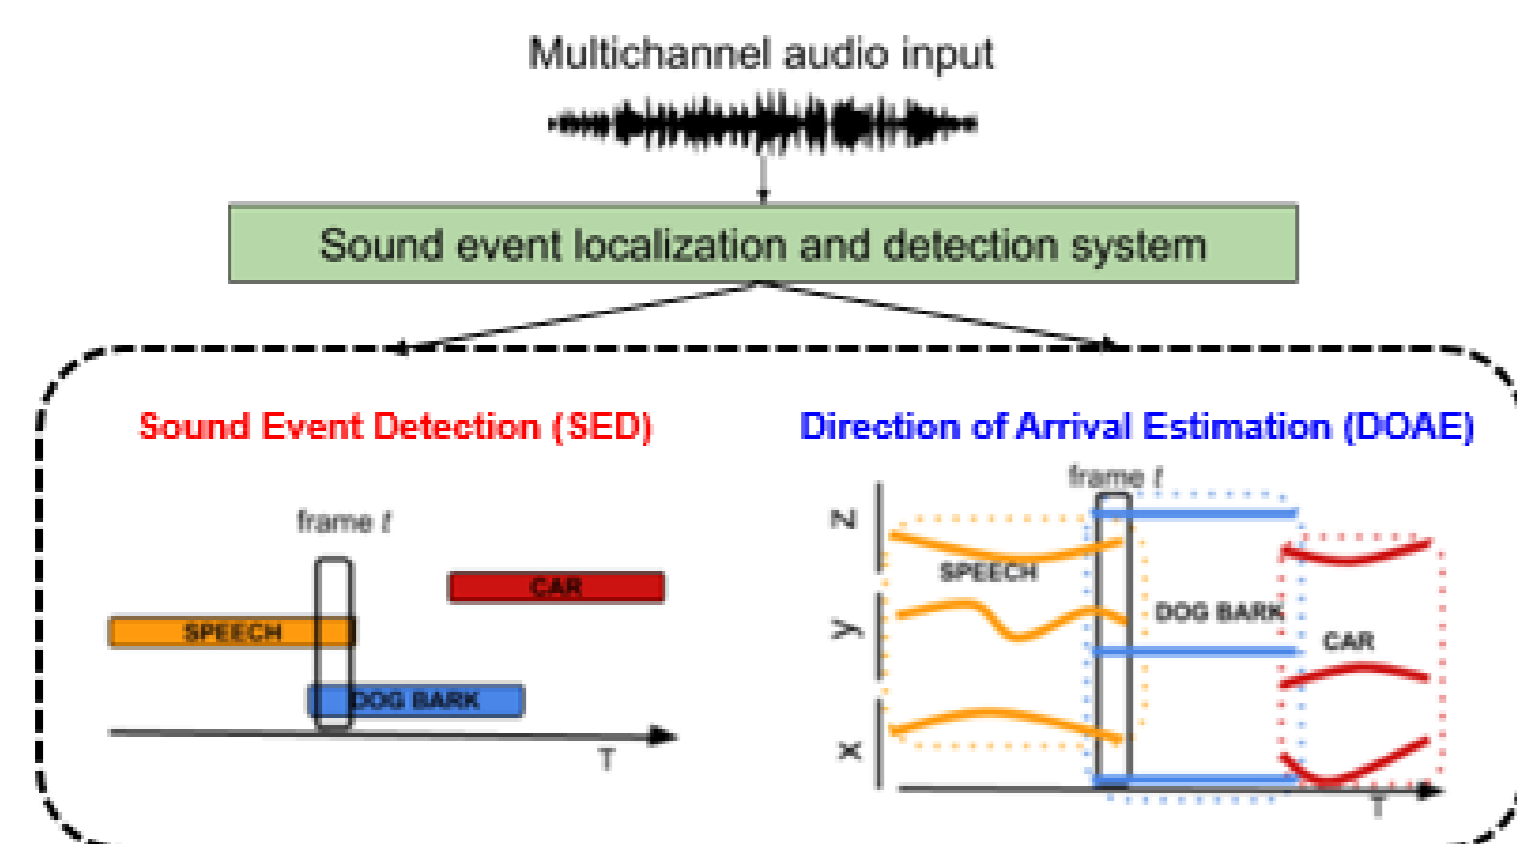 Multichannel audio input
Sound event localization and detection system
Sound Event Detection (SED)
frame t
CAR
SPEECH
DOG BARK
T
Direction of Arrival Estimation (DOAE)
frame t
z
SPEECH
y
DOG BARK
CAR
x
T